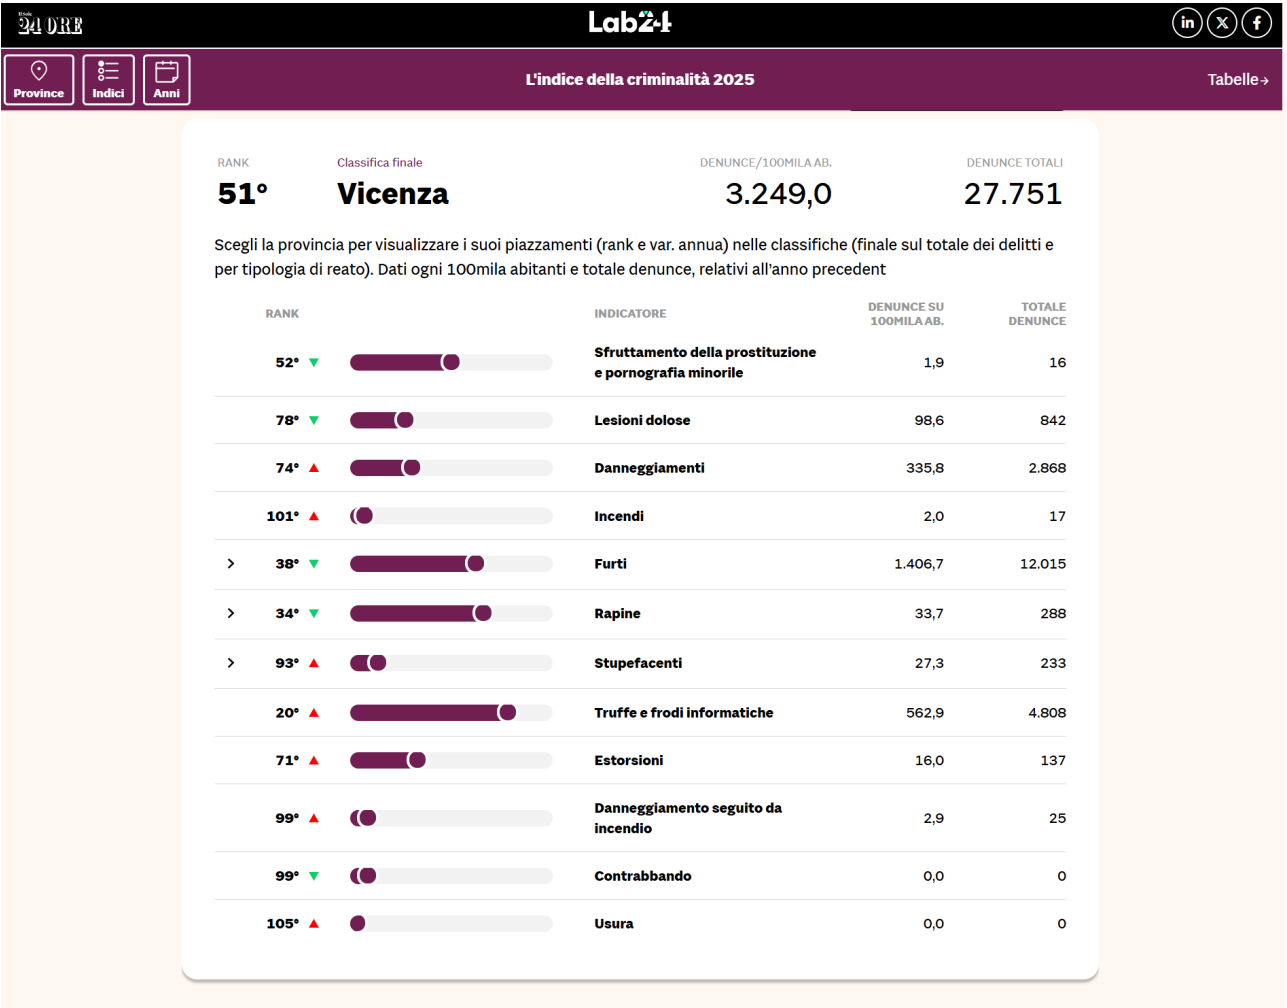 Il Sole
24 ORE
Lab24
in X f
Province
Indici
Anni
L'indice della criminalità 2025
Tabelle→
RANK
Classifica finale
DENUNCE/100MILA AB.
DENUNCE TOTALI
51° Vicenza 3.249,0 27.751
Scegli la provincia per visualizzare i suoi piazzamenti (rank e var. annua) nelle classifiche (finale sul totale dei delitti e
per tipologia di reato). Dati ogni 100mila abitanti e totale denunce, relativi all'anno precedent
RANK
INDICATORE
DENUNCE SU
100MILA AB.
TOTALE
DENUNCE
52° ▼ Sfruttamento della prostituzione
e pornografia minorile 1,9 16
78° ▼ Lesioni dolose 98,6 842
74° ▲ Danneggiamenti 335,8 2.868
101° ▲ Incendi 2,0 17
> 38° ▼ Furti 1.406,7 12.015
> 34° ▼ Rapine 33,7 288
> 93° ▲ Stupefacenti 27,3 233
20° ▲ Truffe e frodi informatiche 562,9 4.808
71° ▲ Estorsioni 16,0 137
99° ▲ Danneggiamento seguito da
incendio 2,9 25
99° ▼ Contrabbando 0,0 0
105° ▲ Usura 0,0 0